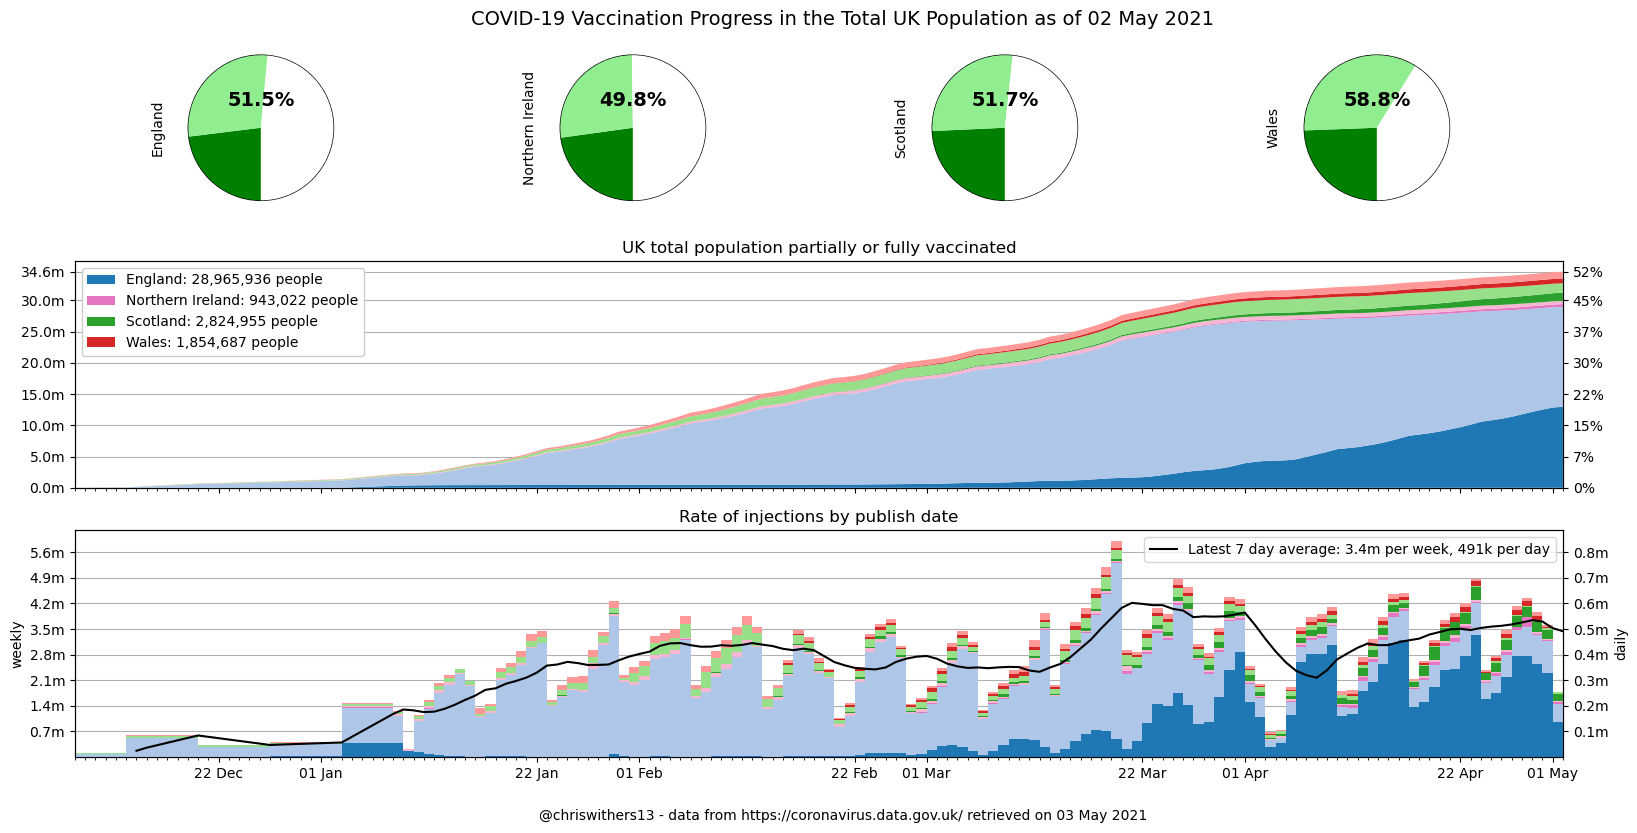 COVID-19 Vaccination Progress in the Total UK Population as of 02 May 2021
England
51.5%
Northern Ireland
49.8%
Scotland
51.7%
Wales
58.8%
UK total population partially or fully vaccinated
34.6m
30.0m
25.0m
20.0m
15.0m
10.0m
5.0m
0.0m
England: 28,965,936 people
Northern Ireland: 943,022 people
Scotland: 2,824,955 people
Wales: 1,854,687 people
52%
45%
37%
30%
22%
15%
7%
0%
Rate of injections by publish date
weekly
5.6m
4.9m
4.2m
3.5m
2.8m
2.1m
1.4m
0.7m
Latest 7 day average: 3.4m per week, 491k per day
0.8m
0.7m
0.6m
0.5m
0.4m
0.3m
0.2m
0.1m
daily
22 Dec 01 Jan 22 Jan 01 Feb 22 Feb 01 Mar 22 Mar 01 Apr 22 Apr 01 May
@chriswithers13 - data from https://coronavirus.data.gov.uk/ retrieved on 03 May 2021